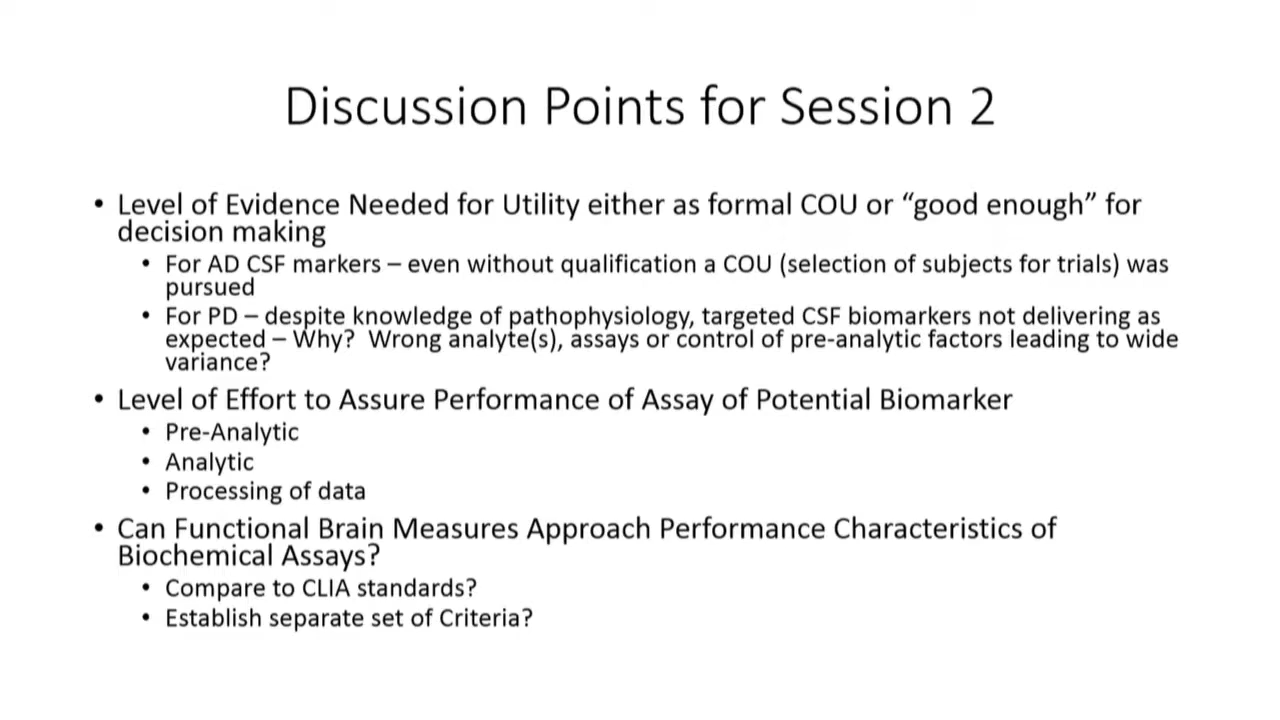 Discussion Points for Session 2
• Level of Evidence Needed for Utility either as formal COU or “good enough” for
decision making
• For AD CSF markers – even without qualification a COU (selection of subjects for trials) was
pursued
• For PD – despite knowledge of pathophysiology, targeted CSF biomarkers not delivering as
expected – Why?  Wrong analyte(s), assays or control of pre-analytic factors leading to wide
variance?
• Level of Effort to Assure Performance of Assay of Potential Biomarker
• Pre-Analytic
• Analytic
• Processing of data
• Can Functional Brain Measures Approach Performance Characteristics of
Biochemical Assays?
• Compare to CLIA standards?
• Establish separate set of Criteria?